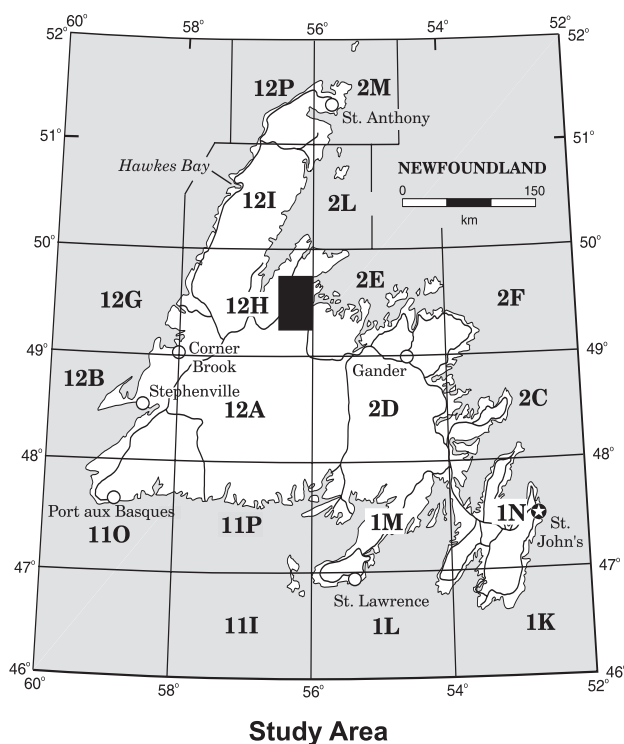 60° 58° 56° 54° 52°
52° 52°
12P 2M
St. Anthony
51° 51°
Hawkes Bay
NEWFOUNDLAND
0 150
km
12I 2L
50° 50°
12G 12H 2E 2F
49° 49°
Corner
Brook
Gander
12B
Stephenville
12A 2D 2C
48° 48°
Port aux Basques
11O 11P 1M 1N
St.
John's
47° 47°
St. Lawrence
11I 1L 1K
46° 46°
60° 58° 56° 54° 52°
Study Area